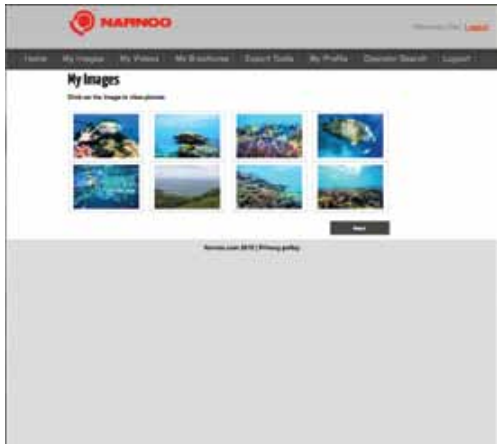 NARNOO
Logout
Home My Images My Videos My Brochures Export Tools My Profile Operator Search Logout
My Images
Click on the image to view photos
Next
Narnoo.com 2012 | Privacy policy